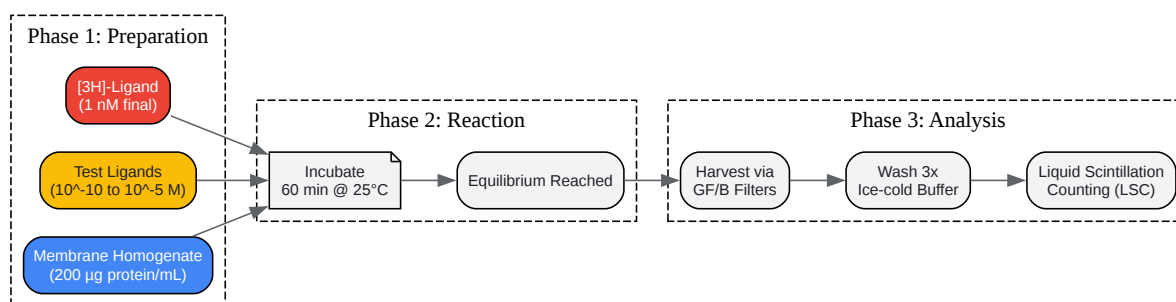 Phase 1: Preparation
[3H]-Ligand
(1 nM final)
Test Ligands
(10^-10 to 10^-5 M)
Membrane Homogenate
(200 µg protein/mL)
Phase 2: Reaction
Incubate
60 min @ 25°C
Equilibrium Reached
Phase 3: Analysis
Harvest via
GF/B Filters
Wash 3x
Ice-cold Buffer
Liquid Scintillation
Counting (LSC)